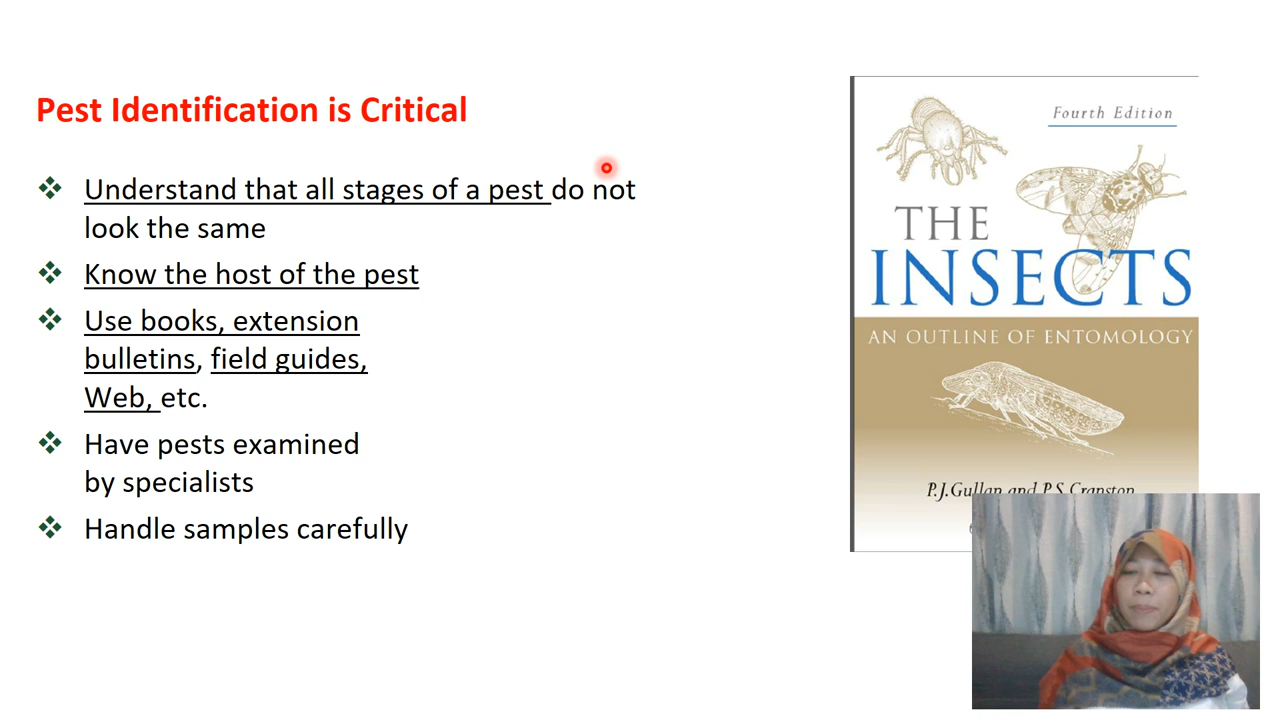 Pest Identification is Critical
❖ Understand that all stages of a pest do not
look the same
❖ Know the host of the pest
❖ Use books, extension
bulletins, field guides,
Web, etc.
❖ Have pests examined
by specialists
❖ Handle samples carefully
Fourth Edition
THE
INSECTS
AN OUTLINE OF ENTOMOLOGY
P.J.Gullan and P.S.Cranston